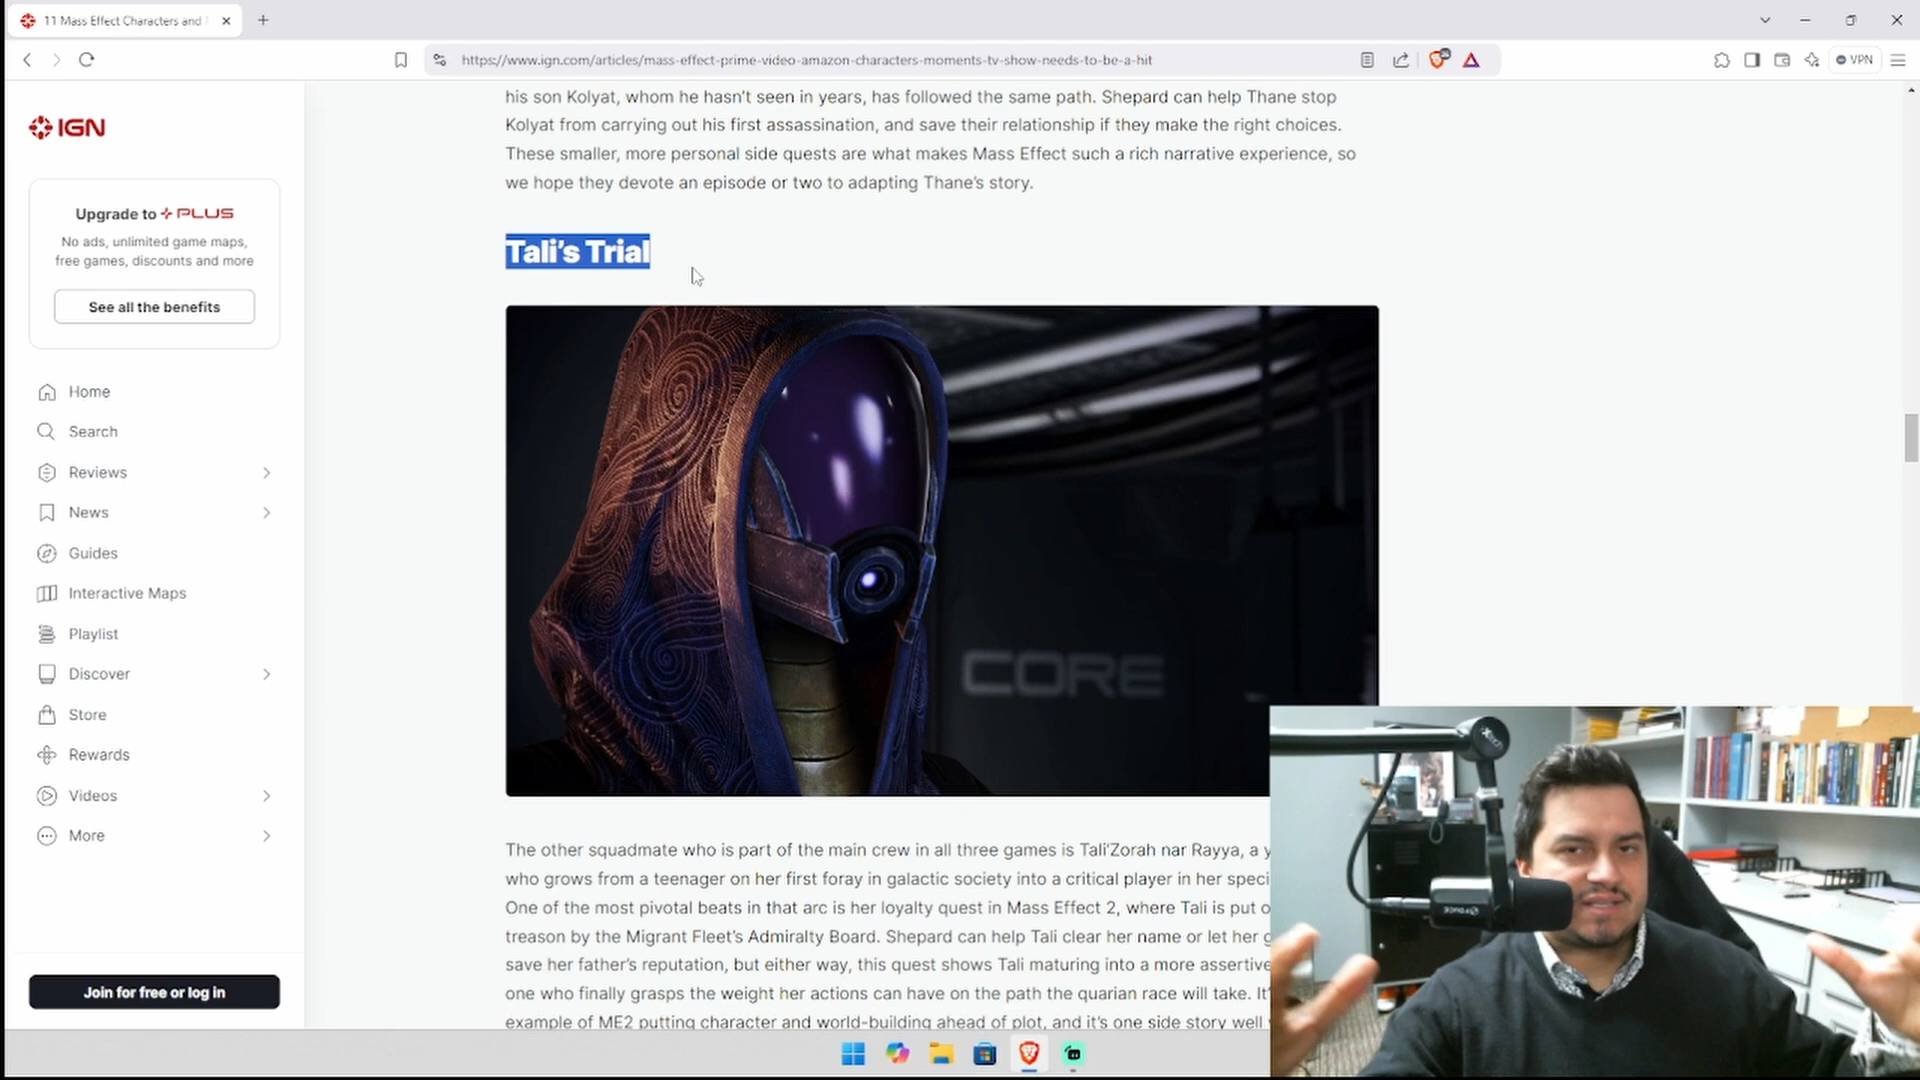 11 Mass Effect Characters and
https://www.ign.com/articles/mass-effect-prime-video-amazon-characters-moments-tv-show-needs-to-be-a-hit
VPN
IGN
Upgrade to PLUS
No ads, unlimited game maps,
free games, discounts and more
See all the benefits
Home
Search
Reviews
News
Guides
Interactive Maps
Playlist
Discover
Store
Rewards
Videos
More
Join for free or log in
his son Kolyat, whom he hasn't seen in years, has followed the same path. Shepard can help Thane stop
Kolyat from carrying out his first assassination, and save their relationship if they make the right choices.
These smaller, more personal side quests are what makes Mass Effect such a rich narrative experience, so
we hope they devote an episode or two to adapting Thane's story.
Tali's Trial
CORE
The other squadmate who is part of the main crew in all three games is Tali'Zorah nar Rayya, a y
who grows from a teenager on her first foray in galactic society into a critical player in her speci
One of the most pivotal beats in that arc is her loyalty quest in Mass Effect 2, where Tali is put o
treason by the Migrant Fleet's Admiralty Board. Shepard can help Tali clear her name or let her g
save her father's reputation, but either way, this quest shows Tali maturing into a more assertive
one who finally grasps the weight her actions can have on the path the quarian race will take. It'
example of ME2 putting character and world-building ahead of plot, and it's one side story well